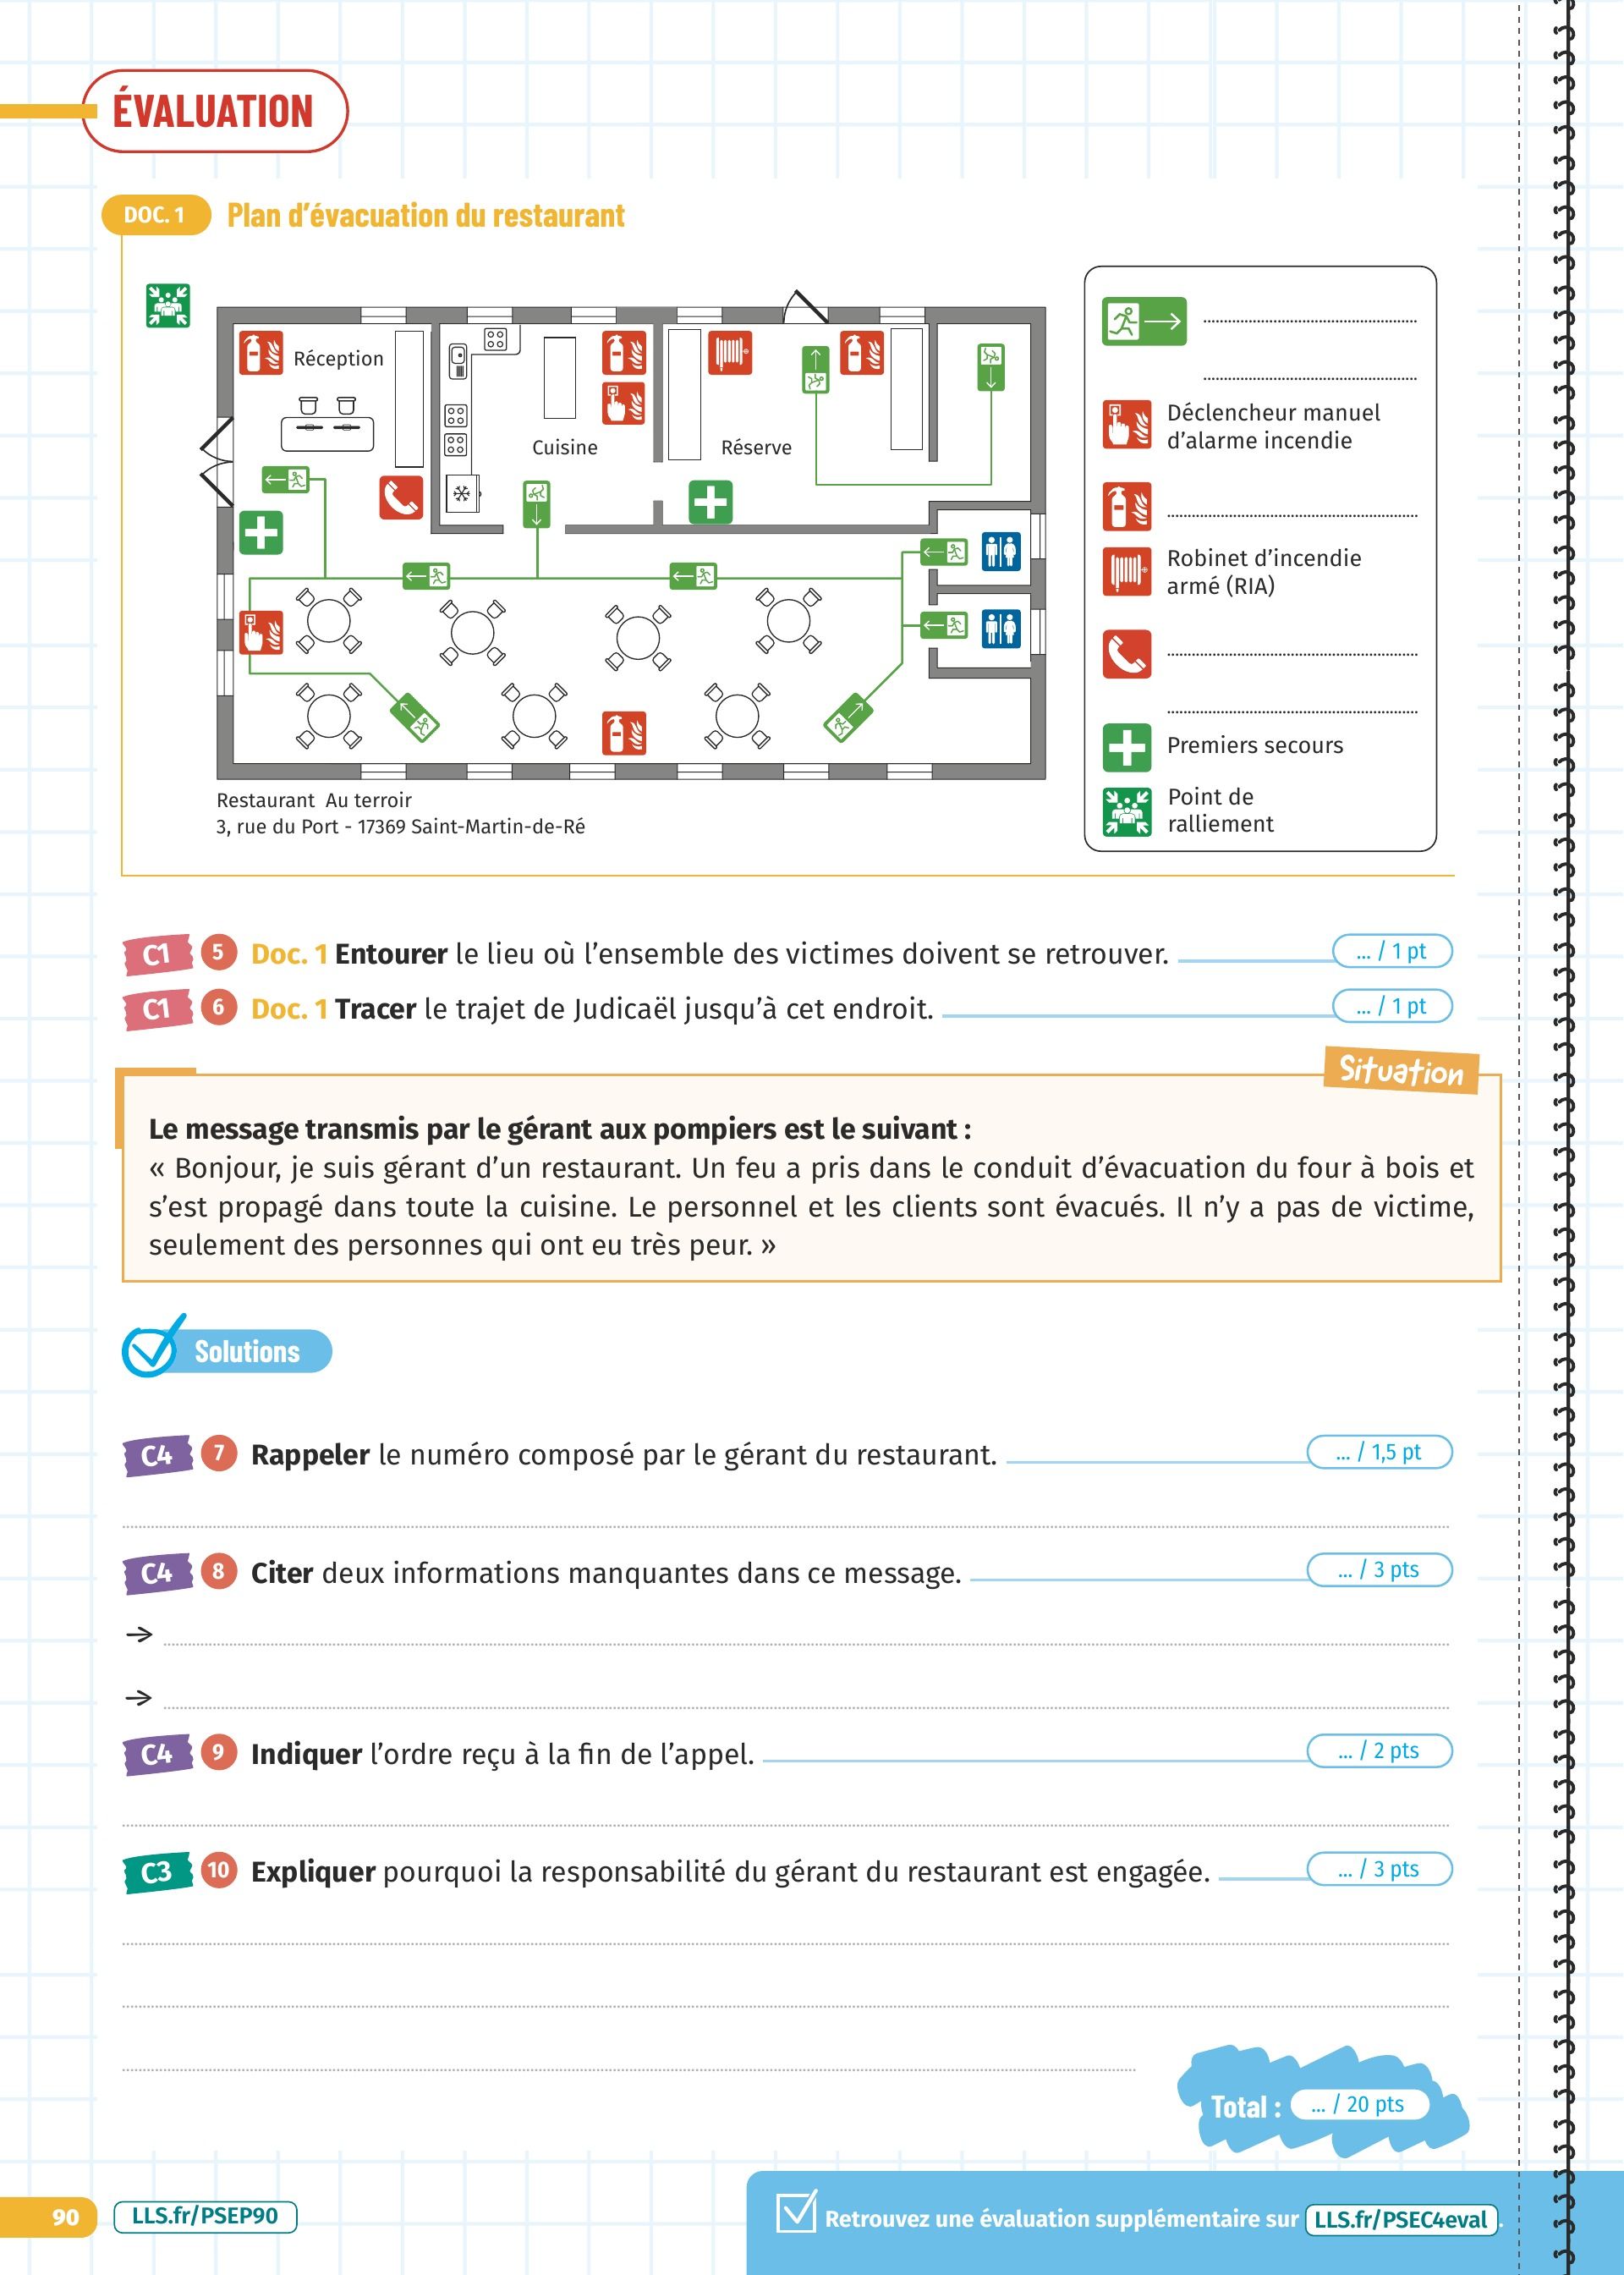 ÉVALUATION
DOC. 1 Plan d’évacuation du restaurant
Réception
Cuisine
Réserve
Restaurant Au terroir
3, rue du Port - 17369 Saint-Martin-de-Ré
Déclencheur manuel
d’alarme incendie
Robinet d’incendie
armé (RIA)
Premiers secours
Point de
ralliement
C1 5 Doc. 1 Entourer le lieu où l’ensemble des victimes doivent se retrouver. ... / 1 pt
C1 6 Doc. 1 Tracer le trajet de Judicaël jusqu’à cet endroit. ... / 1 pt
Situation
Le message transmis par le gérant aux pompiers est le suivant :
« Bonjour, je suis gérant d’un restaurant. Un feu a pris dans le conduit d’évacuation du four à bois et
s’est propagé dans toute la cuisine. Le personnel et les clients sont évacués. Il n’y a pas de victime,
seulement des personnes qui ont eu très peur. »
Solutions
C4 7 Rappeler le numéro composé par le gérant du restaurant. ... / 1,5 pt
C4 8 Citer deux informations manquantes dans ce message. ... / 3 pts
→
→
C4 9 Indiquer l’ordre reçu à la fin de l’appel. ... / 2 pts
C3 10 Expliquer pourquoi la responsabilité du gérant du restaurant est engagée. ... / 3 pts
Total : ... / 20 pts
90 LLS.fr/PSEP90
Retrouvez une évaluation supplémentaire sur LLS.fr/PSEC4eval.